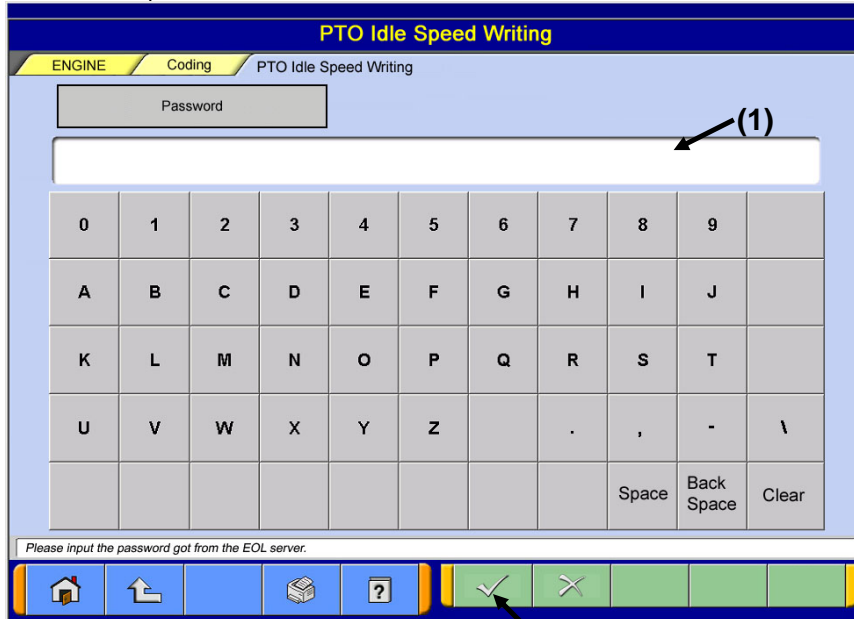 PTO Idle Speed Writing
ENGINE Coding PTO Idle Speed Writing
Password
(1)
0 1 2 3 4 5 6 7 8 9
A B C D E F G H I J
K L M N O P Q R S T
U V W X Y Z . , - \
Space Back Space Clear
Please input the password got from the EOL server.
?